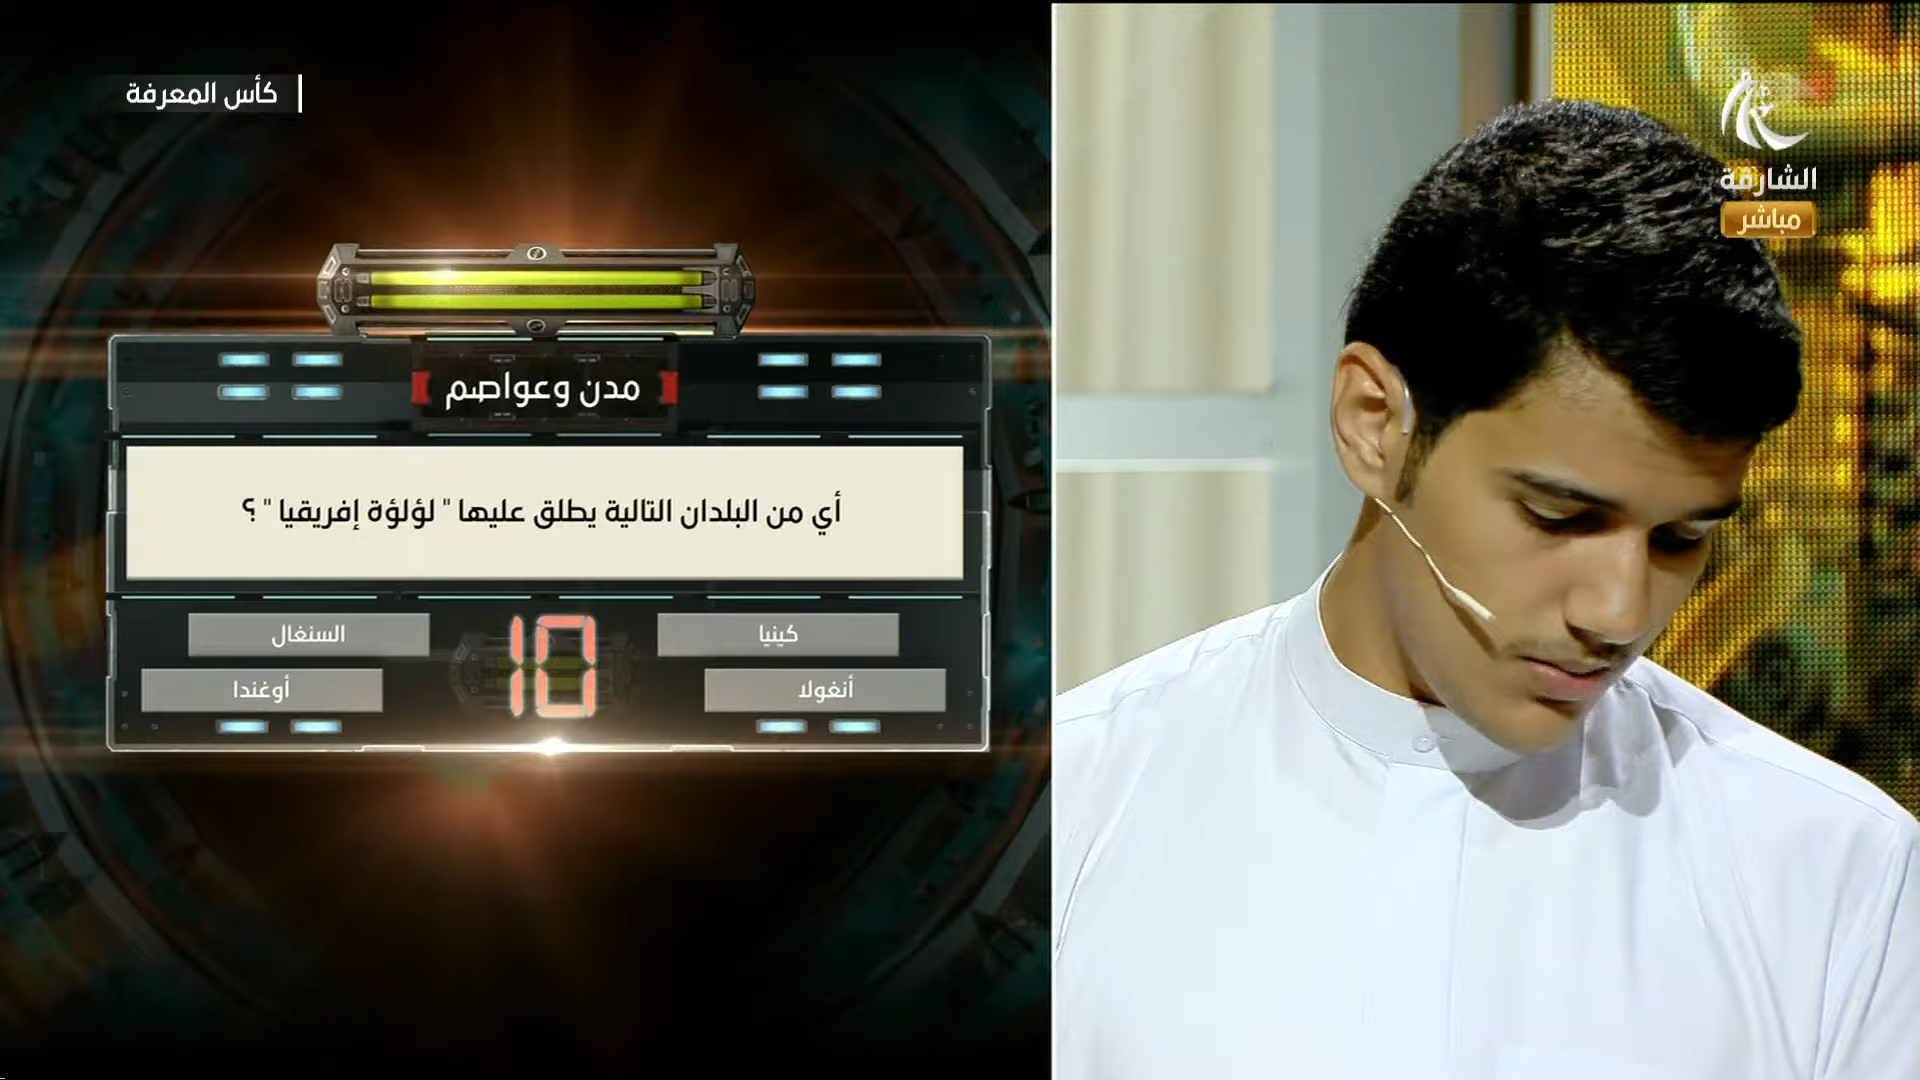 كأس المعرفة
الشارقة
مباشر
مدن وعواصم
أي من البلدان التالية يطلق عليها " لؤلؤة إفريقيا " ؟
كينيا
السنغال
10
أنغولا
أوغندا